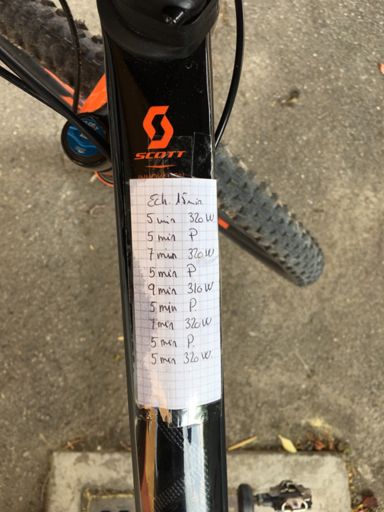 SCOTT
Ech. 15min
5 min 320 W
5 min P
7 min 320 W
5 min P
9 min 310 W
5 min P.
7 min 320 W
5 min P.
5 min 320 W